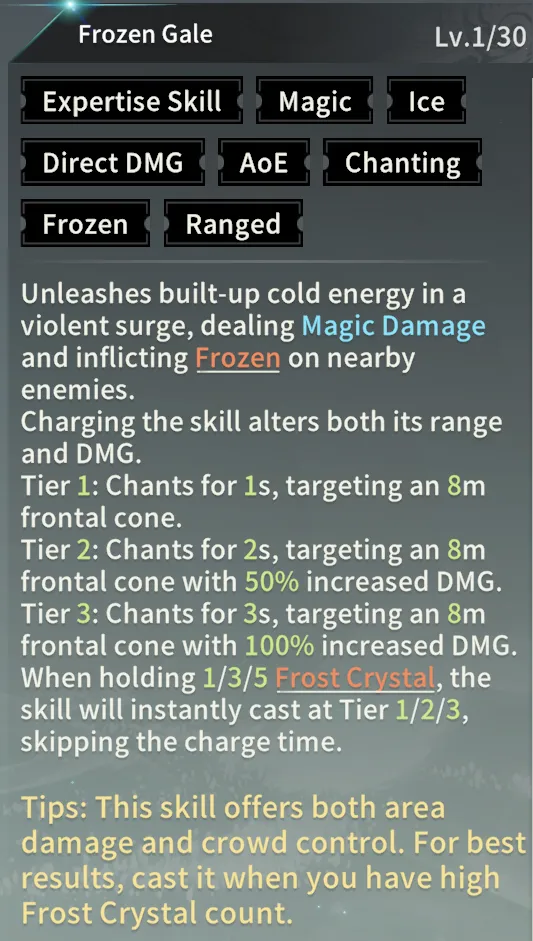 Frozen Gale Lv.1/30
Expertise Skill Magic Ice
Direct DMG AoE Chanting
Frozen Ranged
Unleashes built-up cold energy in a
violent surge, dealing Magic Damage
and inflicting Frozen on nearby
enemies.
Charging the skill alters both its range
and DMG.
Tier 1: Chants for 1s, targeting an 8m
frontal cone.
Tier 2: Chants for 2s, targeting an 8m
frontal cone with 50% increased DMG.
Tier 3: Chants for 3s, targeting an 8m
frontal cone with 100% increased DMG.
When holding 1/3/5 Frost Crystal, the
skill will instantly cast at Tier 1/2/3,
skipping the charge time.
Tips: This skill offers both area
damage and crowd control. For best
results, cast it when you have high
Frost Crystal count.